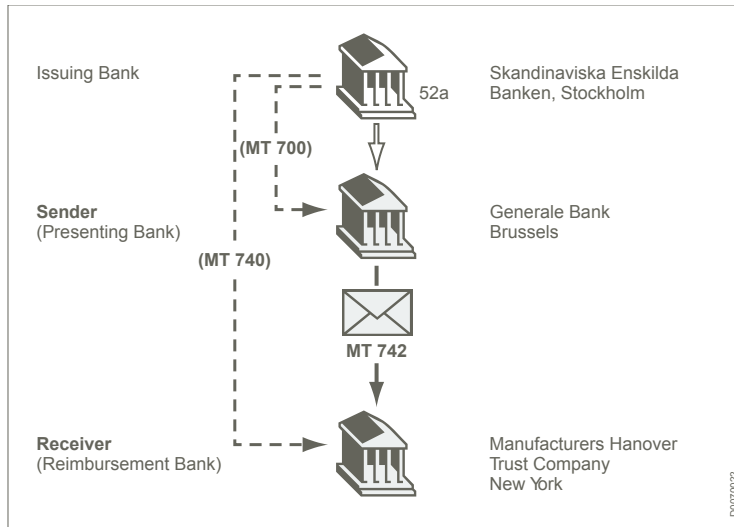 Issuing Bank
52a
Skandinaviska Enskilda
Banken, Stockholm
(MT 700)
Sender
(Presenting Bank)
Generale Bank
Brussels
(MT 740)
MT 742
Receiver
(Reimbursement Bank)
Manufacturers Hanover
Trust Company
New York
D0070022